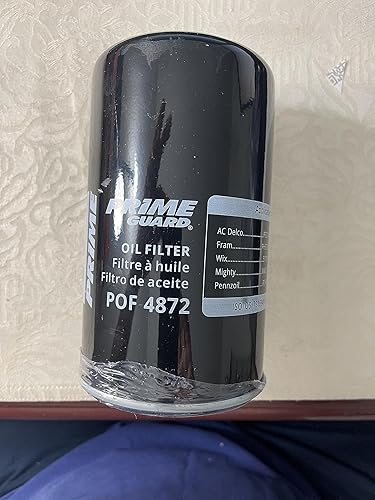 PRIME
PRIME
GUARD®
OIL FILTER
Filtre à huile
Filtro de aceite
POF 4872
AC Delco
Fram
Wix
Mighty
Pennzoil